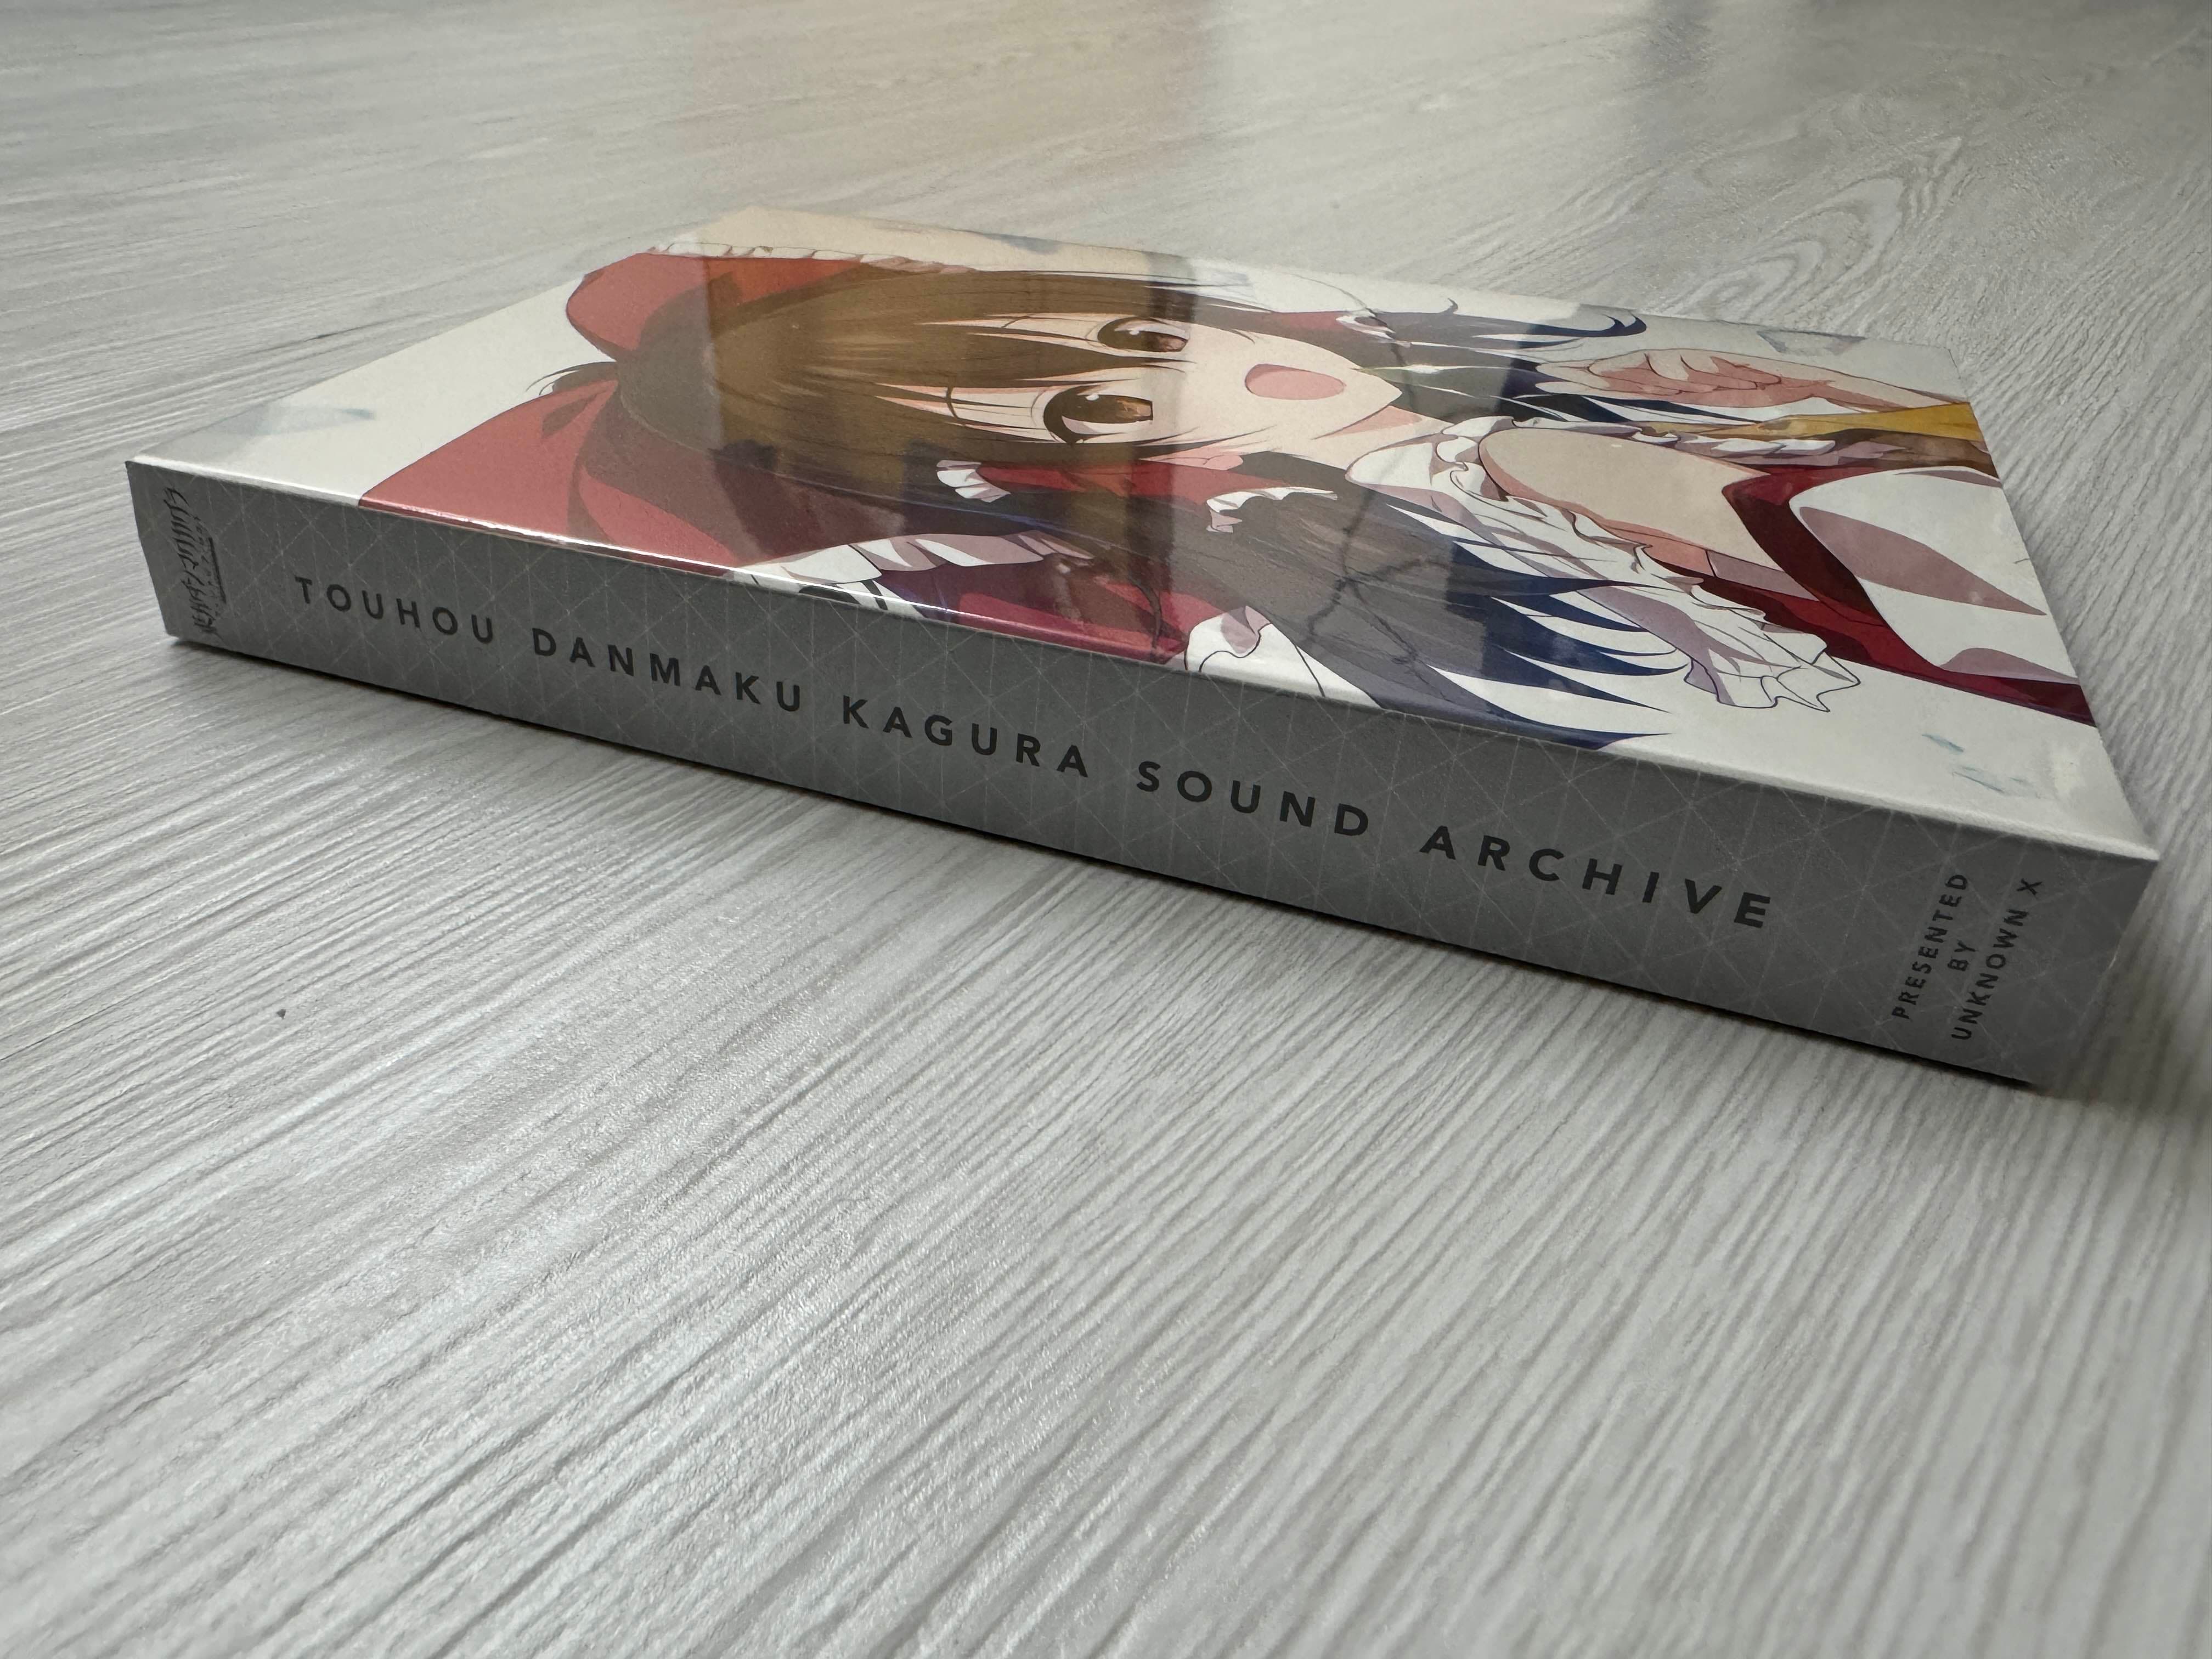 TOUHOU DANMAKU KAGURA SOUND ARCHIVE
PRESENTED
BY
UNKNOWN X